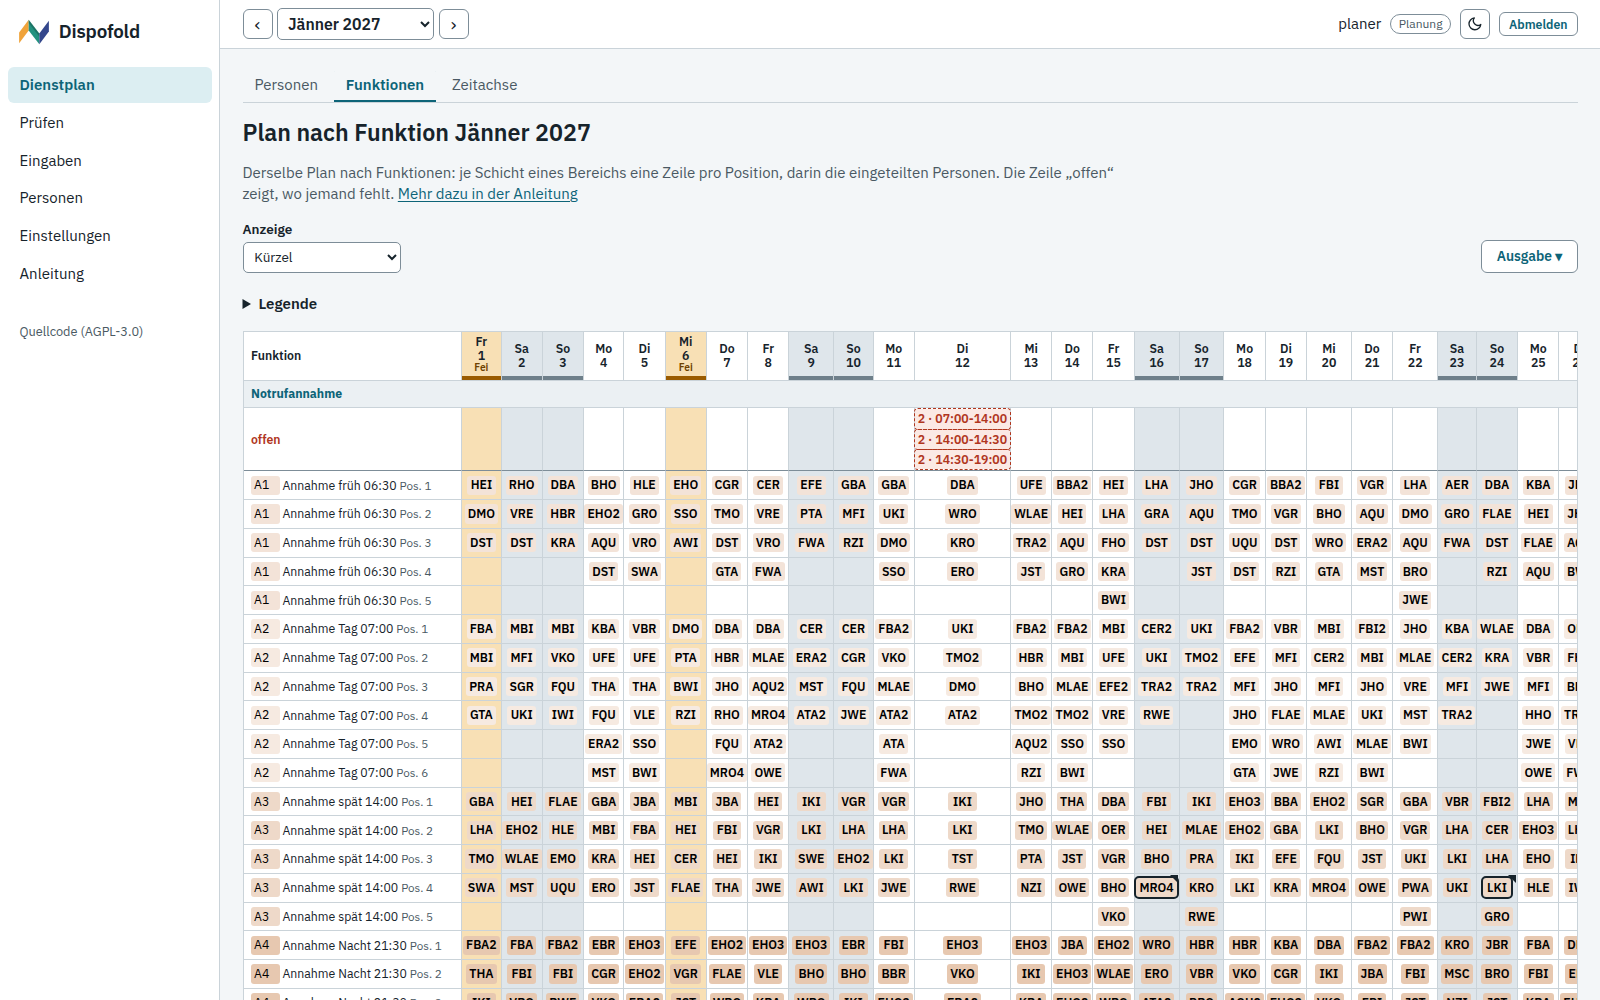 Dispofold
Dienstplan
Prüfen
Eingaben
Personen
Einstellungen
Anleitung
Quellcode (AGPL-3.0)
‹ Jänner 2027 ›
planer Planung Abmelden
Personen Funktionen Zeitachse
Plan nach Funktion Jänner 2027
Derselbe Plan nach Funktionen: je Schicht eines Bereichs eine Zeile pro Position, darin die eingeteilten Personen. Die Zeile „offen“
zeigt, wo jemand fehlt. Mehr dazu in der Anleitung
Anzeige
Kürzel
Ausgabe ▾
Legende
Funktion Fr 1 Fei Sa 2 So 3 Mo 4 Di 5 Mi 6 Fei Do 7 Fr 8 Sa 9 So 10 Mo 11 Di 12 Mi 13 Do 14 Fr 15 Sa 16 So 17 Mo 18 Di 19 Mi 20 Do 21 Fr 22 Sa 23 So 24 Mo 25
Notrufannahme
offen 2 · 07:00-14:00
2 · 14:00-14:30
2 · 14:30-19:00
A1 Annahme früh 06:30 Pos. 1 HEI RHO DBA BHO HLE EHO CGR CER EFE GBA GBA DBA UFE BBA2 HEI LHA JHO CGR BBA2 FBI VGR LHA AER DBA KBA
A1 Annahme früh 06:30 Pos. 2 DMO VRE HBR EHO2 GRO SSO TMO VRE PTA MFI UKI WRO WLAE HEI LHA GRA AQU TMO VGR BHO AQU DMO GRO FLAE HEI
A1 Annahme früh 06:30 Pos. 3 DST DST KRA AQU VRO AWI DST VRO FWA RZI DMO KRO TRA2 AQU FHO DST DST UQU DST WRO ERA2 AQU FWA DST FLAE
A1 Annahme früh 06:30 Pos. 4 DST SWA GTA FWA SSO ERO JST GRO KRA JST DST RZI GTA MST BRO RZI AQU
A1 Annahme früh 06:30 Pos. 5 BWI JWE
A2 Annahme Tag 07:00 Pos. 1 FBA MBI MBI KBA VBR DMO DBA DBA CER CER FBA2 UKI FBA2 FBA2 MBI CER2 UKI FBA2 VBR MBI FBI2 JHO KBA WLAE DBA
A2 Annahme Tag 07:00 Pos. 2 MBI MFI VKO UFE UFE PTA HBR MLAE ERA2 CGR VKO TMO2 HBR MBI UFE UKI TMO2 EFE MFI CER2 MBI MLAE CER2 KRA VBR
A2 Annahme Tag 07:00 Pos. 3 PRA SGR FQU THA THA BWI JHO AQU2 MST FQU MLAE DMO BHO MLAE EFE2 TRA2 TRA2 MFI JHO MFI JHO VRE MFI JWE MFI
A2 Annahme Tag 07:00 Pos. 4 GTA UKI IWI FQU VLE RZI RHO MRO4 ATA2 JWE ATA2 ATA2 TMO2 TMO2 VRE RWE JHO FLAE MLAE UKI MST TRA2 HHO
A2 Annahme Tag 07:00 Pos. 5 ERA2 SSO FQU ATA2 ATA AQU2 SSO SSO EMO WRO AWI MLAE BWI JWE
A2 Annahme Tag 07:00 Pos. 6 MST BWI MRO4 OWE FWA RZI BWI GTA JWE RZI BWI OWE
A3 Annahme spät 14:00 Pos. 1 GBA HEI FLAE GBA JBA MBI JBA HEI IKI VGR VGR IKI JHO THA DBA FBI IKI EHO3 BBA EHO2 SGR GBA VBR FBI2 LHA
A3 Annahme spät 14:00 Pos. 2 LHA EHO2 HLE MBI FBA HEI FBI VGR LKI LHA LHA LKI TMO WLAE OER HEI MLAE EHO2 GBA LKI BHO VGR LHA CER EHO3
A3 Annahme spät 14:00 Pos. 3 TMO WLAE EMO KRA HEI CER HEI IKI SWE EHO2 LKI TST PTA JST VGR BHO PRA IKI EFE FQU JST UKI LKI LHA EHO
A3 Annahme spät 14:00 Pos. 4 SWA MST UQU ERO JST FLAE THA JWE AWI LKI JWE RWE NZI OWE BHO MRO4 KRO LKI KRA MRO4 OWE PWA UKI LKI HLE
A3 Annahme spät 14:00 Pos. 5 VKO RWE PWI GRO
A4 Annahme Nacht 21:30 Pos. 1 FBA2 FBA FBA2 EBR EHO3 EFE EHO2 EHO3 EHO3 EBR FBI EHO3 EHO3 JBA EHO2 WRO HBR HBR KBA DBA FBA2 FBA2 KRO JBR FBA
A4 Annahme Nacht 21:30 Pos. 2 THA FBI FBI CGR EHO2 VGR FLAE VLE BHO BHO BBR VKO IKI EHO3 WLAE ERO VBR VKO CGR IKI JBA FBI MSC BRO FBI